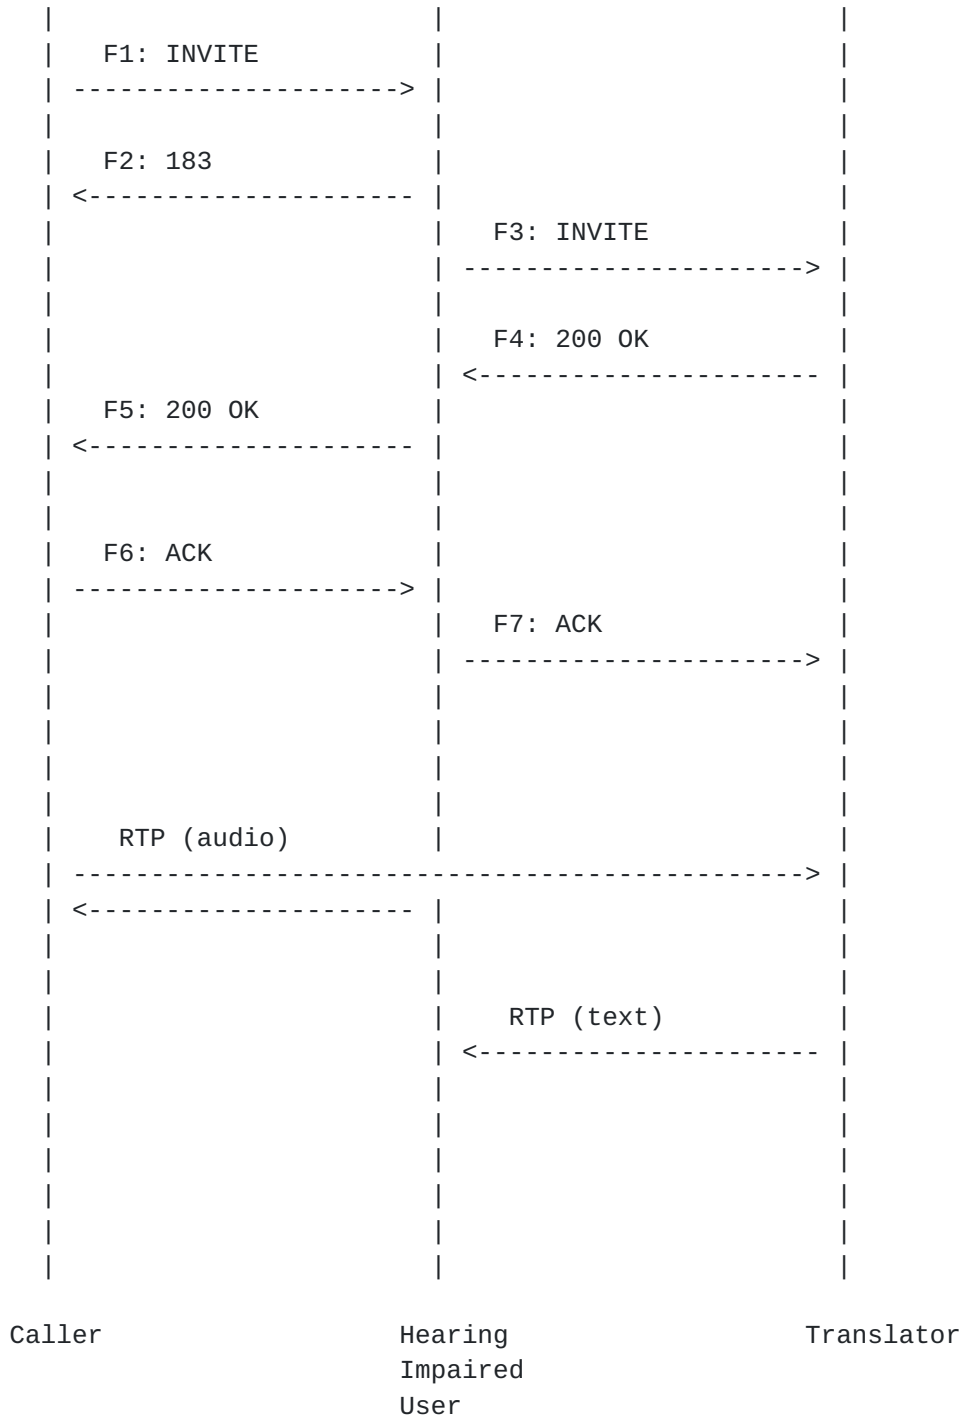 F1: INVITE
F2: 183
F3: INVITE
F4: 200 OK
F5: 200 OK
F6: ACK
F7: ACK
RTP (audio)
RTP (text)
Caller Hearing Translator
Impaired
User